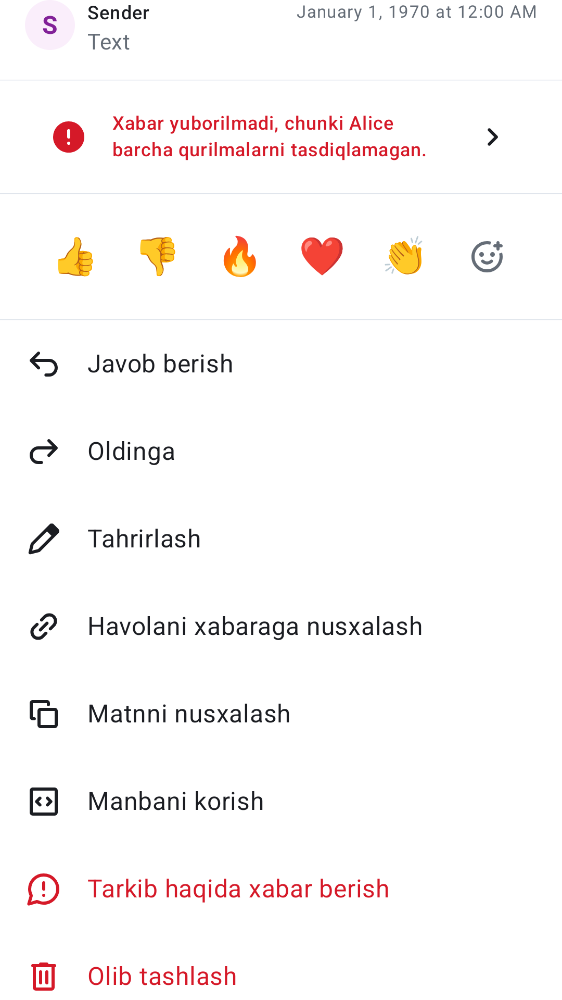 S
Sender
January 1, 1970 at 12:00 AM
Text
Xabar yuborilmadi, chunki Alice
barcha qurilmalarni tasdiqlamagan.
Javob berish
Oldinga
Tahrirlash
Havolani xabaraga nusxalash
Matnni nusxalash
Manbani korish
Tarkib haqida xabar berish
Olib tashlash